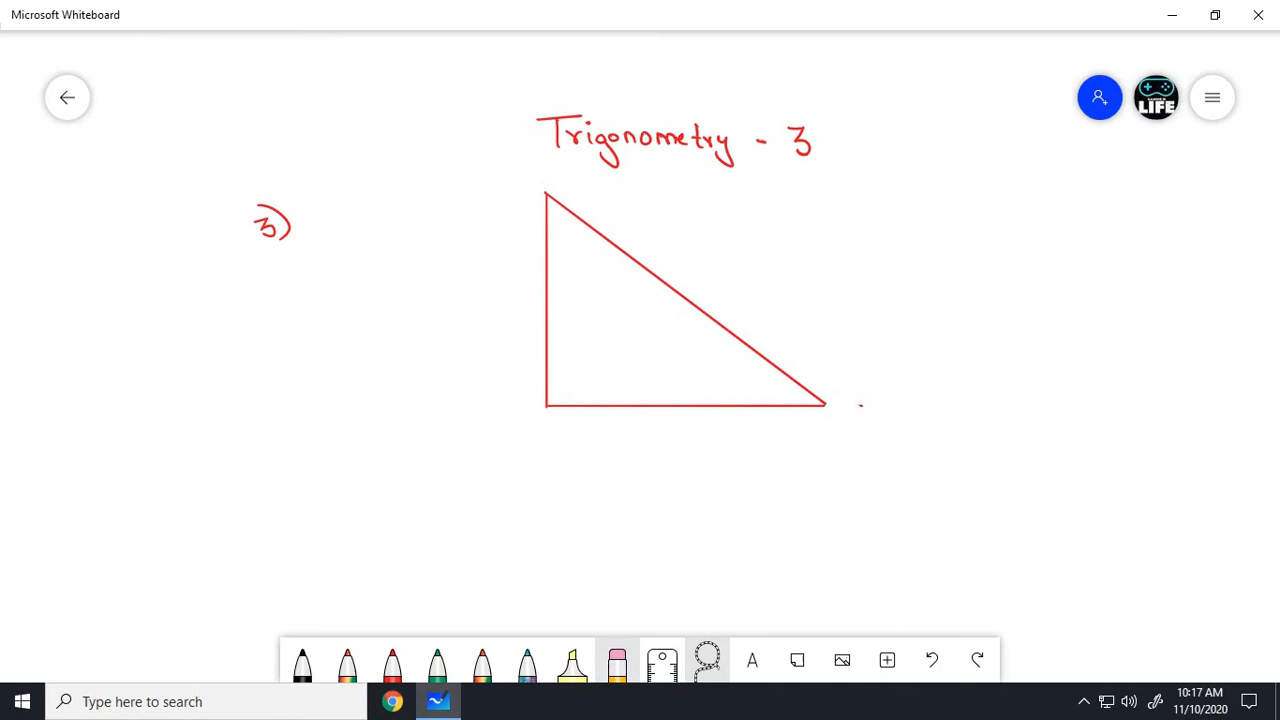 Microsoft Whiteboard
LIFE
Trigonometry - 3
3)
A
Type here to search
10:17 AM
11/10/2020